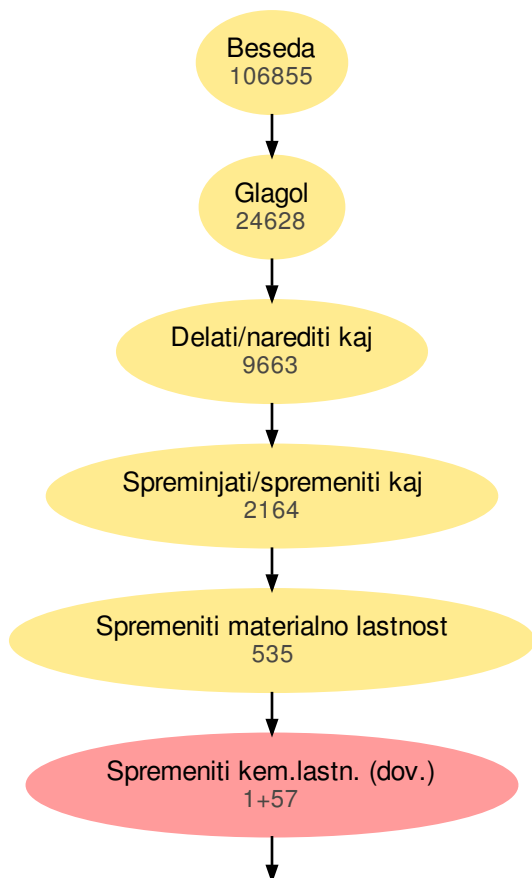 Beseda
106855
Glagol
24628
Delati/narediti kaj
9663
Spreminjati/spremeniti kaj
2164
Spremeniti materialno lastnost
535
Spremeniti kem.lastn. (dov.)
1+57